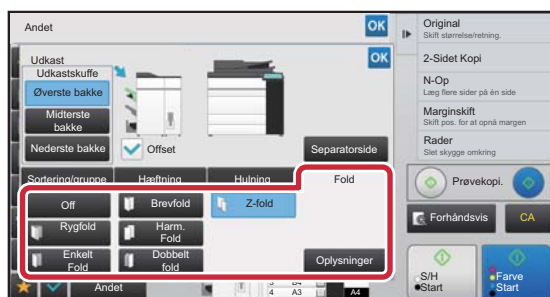 Andet
OK
Udkast
OK
Udkastskuffe
Øverste bakke
Midterste
bakke
Nederste bakke
Offset
Separatorside
Sortering/gruppe
Hæftning
Hulning
Fold
Off
Brevfold
Z-fold
Rygfold
Harm.
Fold
Enkelt
Fold
Dobbelt
fold
Oplysninger
Andet
4 A3
A4
Original
Skift størrelse/retning.
2-Sidet Kopi
N-Op
Læg flere sider på én side
Marginskift
Skift pos. for at opnå margen
Rader
Slet skygge omkring
Prøvekopi.
Forhåndsvis
CA
S/H
Start
Farve
Start